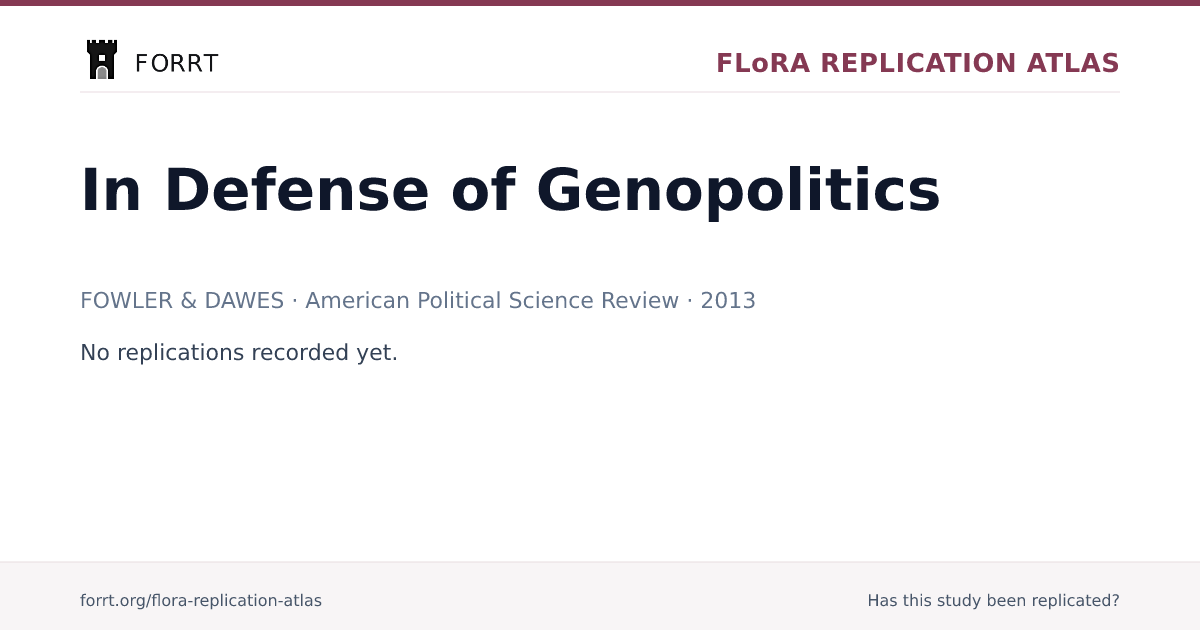 FORRT
FLoRA REPLICATION ATLAS
In Defense of Genopolitics
FOWLER & DAWES · American Political Science Review · 2013
No replications recorded yet.
forrt.org/flora-replication-atlas
Has this study been replicated?